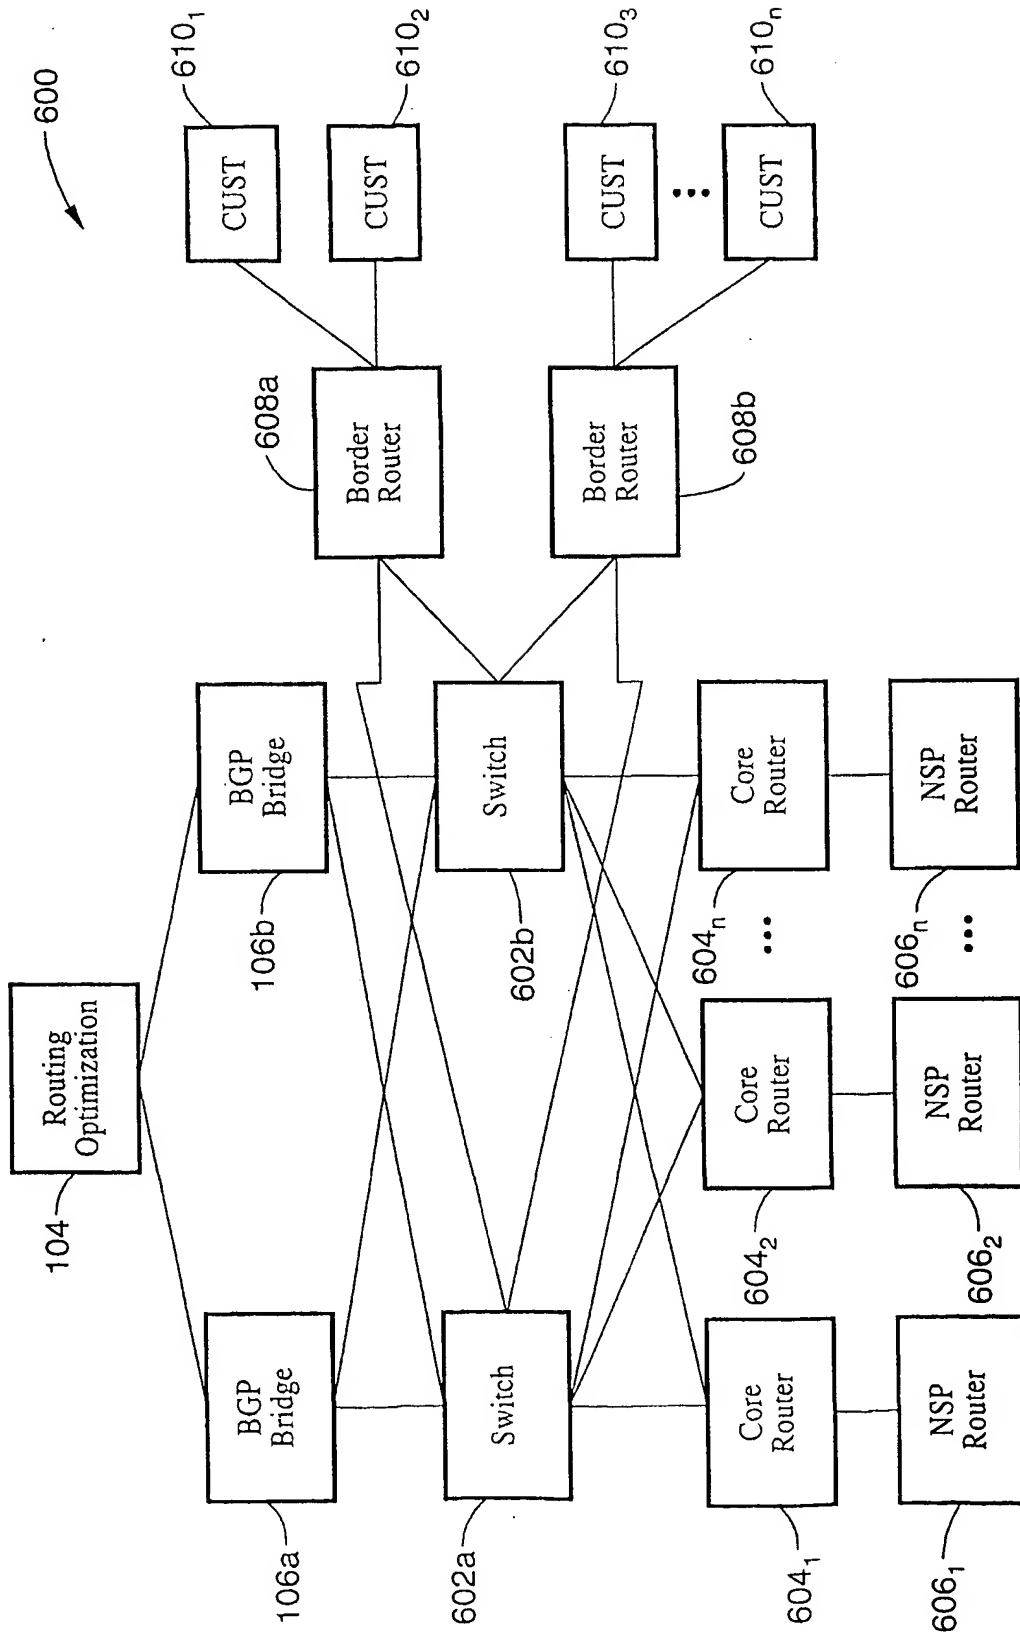 600
Routing
Optimization
104
BGP
Bridge
106a
BGP
Bridge
106b
Switch
602a
Switch
602b
Border
Router
608a
Border
Router
608b
CUST
610₁
CUST
610₂
CUST
610₃
•••
CUST
610ₙ
Core
Router
604₁
Core
Router
604₂
•••
Core
Router
604ₙ
NSP
Router
606₁
NSP
Router
606₂
•••
NSP
Router
606ₙ